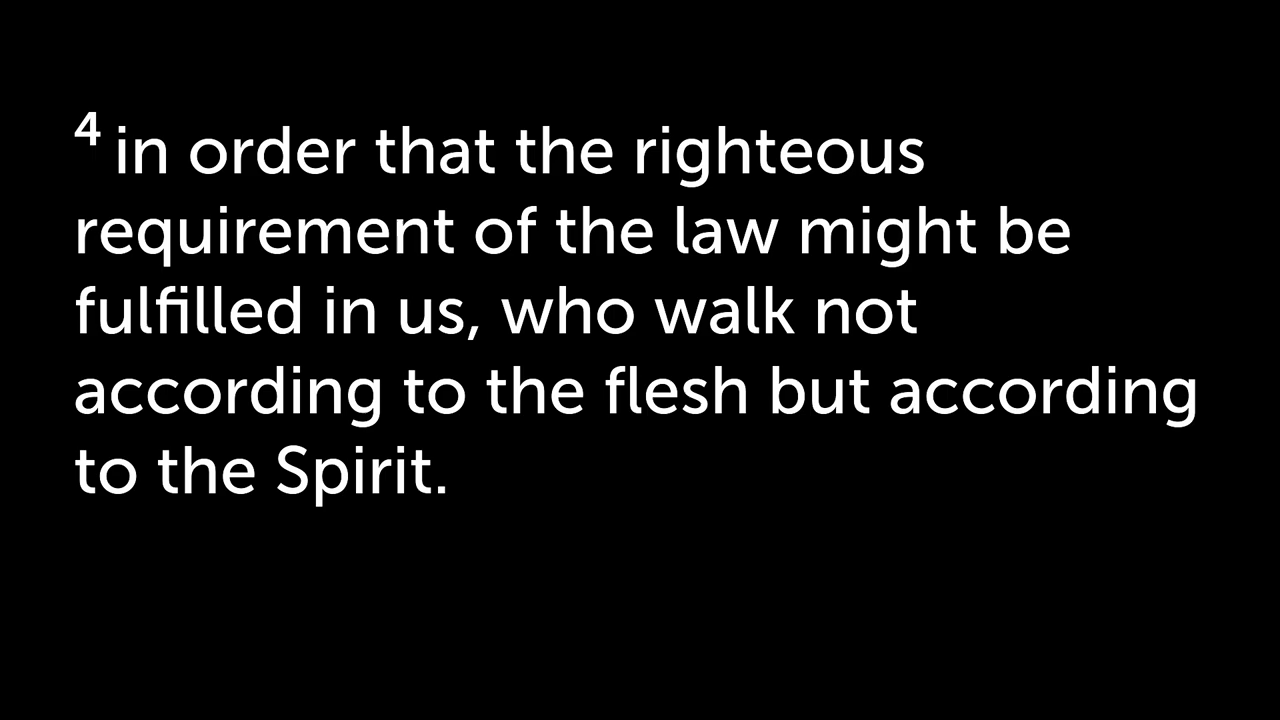 4 in order that the righteous
requirement of the law might be
fulfilled in us, who walk not
according to the flesh but according
to the Spirit.